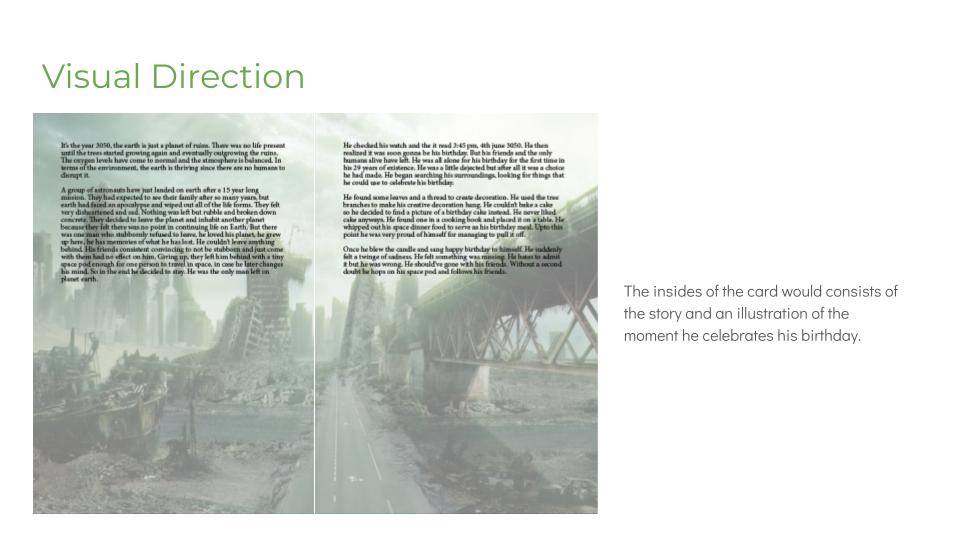 Visual Direction
It's the year 3050, the earth is just a planet of ruins. There was no life present
until the trees started growing again and eventually outgrowing the ruins.
The oxygen levels have come to normal and the atmosphere is balanced. In
terms of the environment, the earth is thriving since there are no humans to
disrupt it.
A group of astronauts have just landed on earth after a 15 year long
mission. They had expected to see their family after so many years, but
earth had faced an apocalypse and wiped out all of the life forms. They felt
very disheartened and sad. Nothing was left but rubble and broken down
concrete. They decided to leave the planet and inhabit another planet
because they felt there was no point in continuing life on Earth. But there
was one man who stubbornly refused to leave, he loved his planet, he grew
up here, he has memories of what he has lost. He couldn't leave anything
behind. His friends consistent convincing to not be stubborn and just come
with them had no effect on him. Giving up, they left him behind with a tiny
space pod enough for one person to travel in space, in case he later changes
his mind. So in the end he decided to stay. He was the only man left on
planet earth.
He checked his watch and the it read 3:45 pm, 4th june 3050. He then
realized it was soon gonna be his birthday. But his friends and the only
humans alive have left. He was all alone for his birthday for the first time in
his 29 years of existence. He was a little dejected but after all it was a choice
he had made. He began searching his surroundings, looking for things that
he could use to celebrate his birthday.
He found some leaves and a thread to create decoration. He used the tree
branches to make his creative decoration hang. He couldn't bake a cake
so he decided to find a picture of a birthday cake instead. He never liked
cake anyways. He found one in a cooking book and placed it on a table. He
whipped out his space dinner food to serve as his birthday meal. Upto this
point he was very proud of himself for managing to pull it off.
Once he blew the candle and sang happy birthday to himself. He suddenly
felt a twinge of sadness. He felt something was missing. He hates to admit
it but he was wrong. He should've gone with his friends. Without a second
doubt he hops on his space pod and follows his friends.
The insides of the card would consists of
the story and an illustration of the
moment he celebrates his birthday.